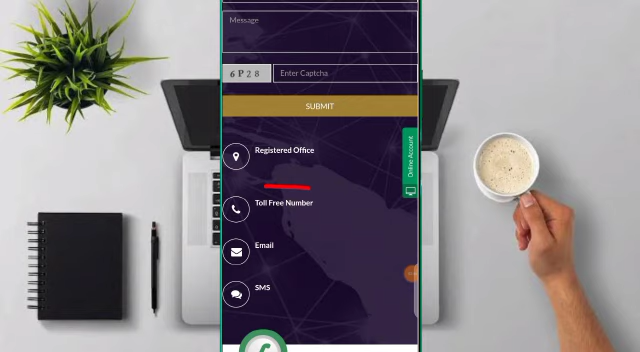 Message
6P28
Enter Captcha
SUBMIT
Online Account
Registered Office
Toll Free Number
Email
SMS